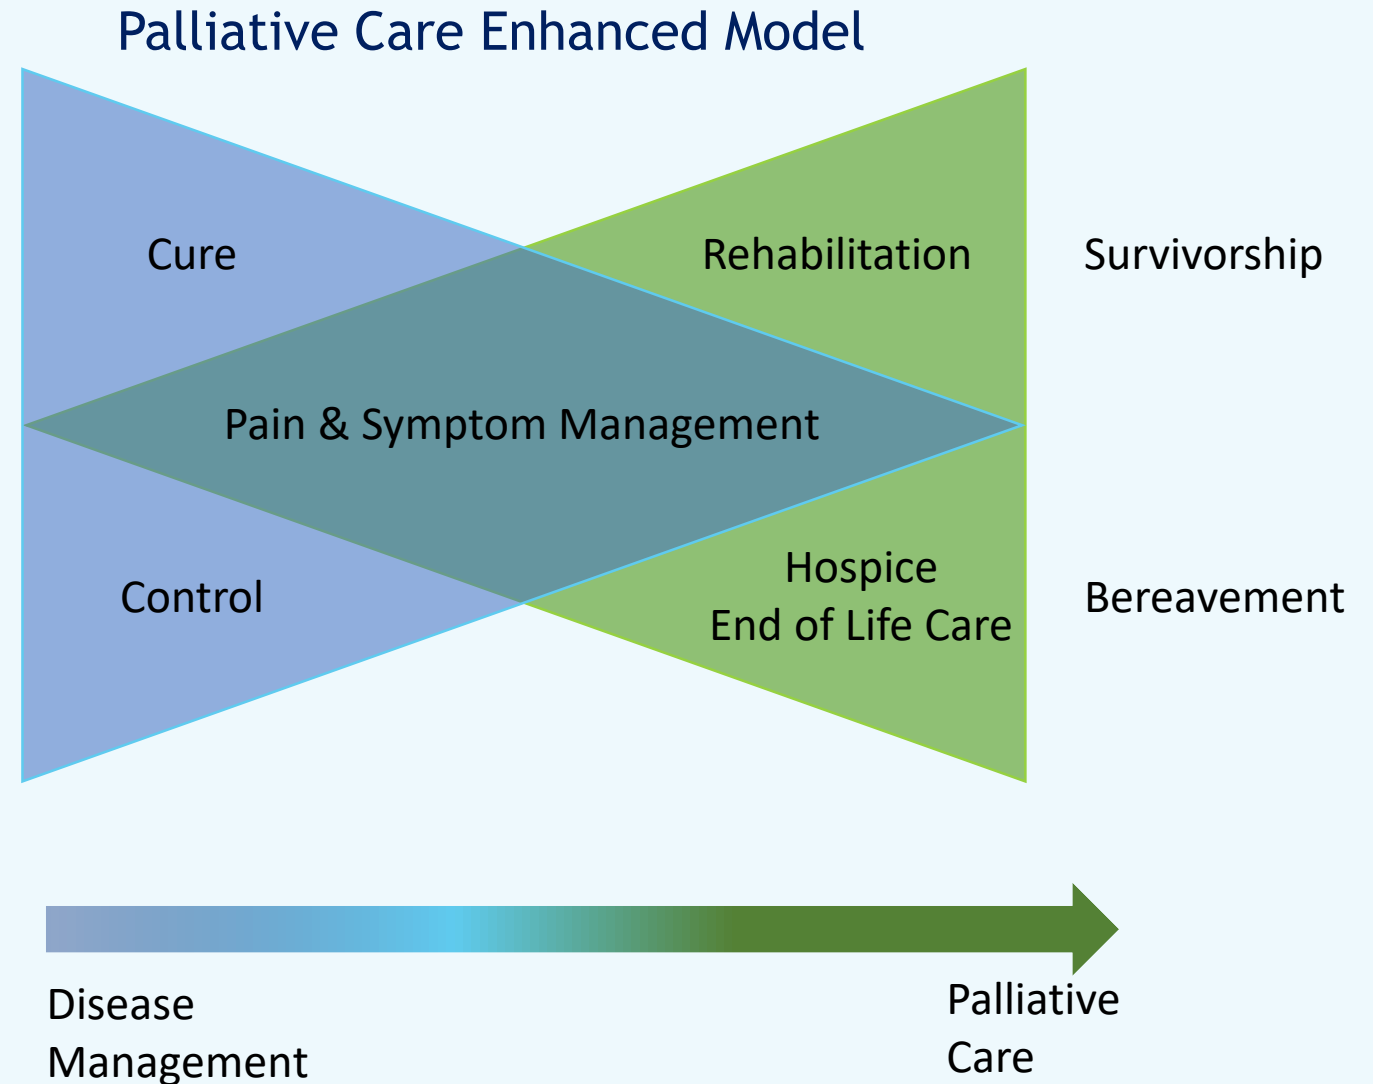 Palliative Care Enhanced Model
Cure
Rehabilitation
Survivorship
Pain & Symptom Management
Control
Hospice
End of Life Care
Bereavement
Disease
Management
Palliative
Care